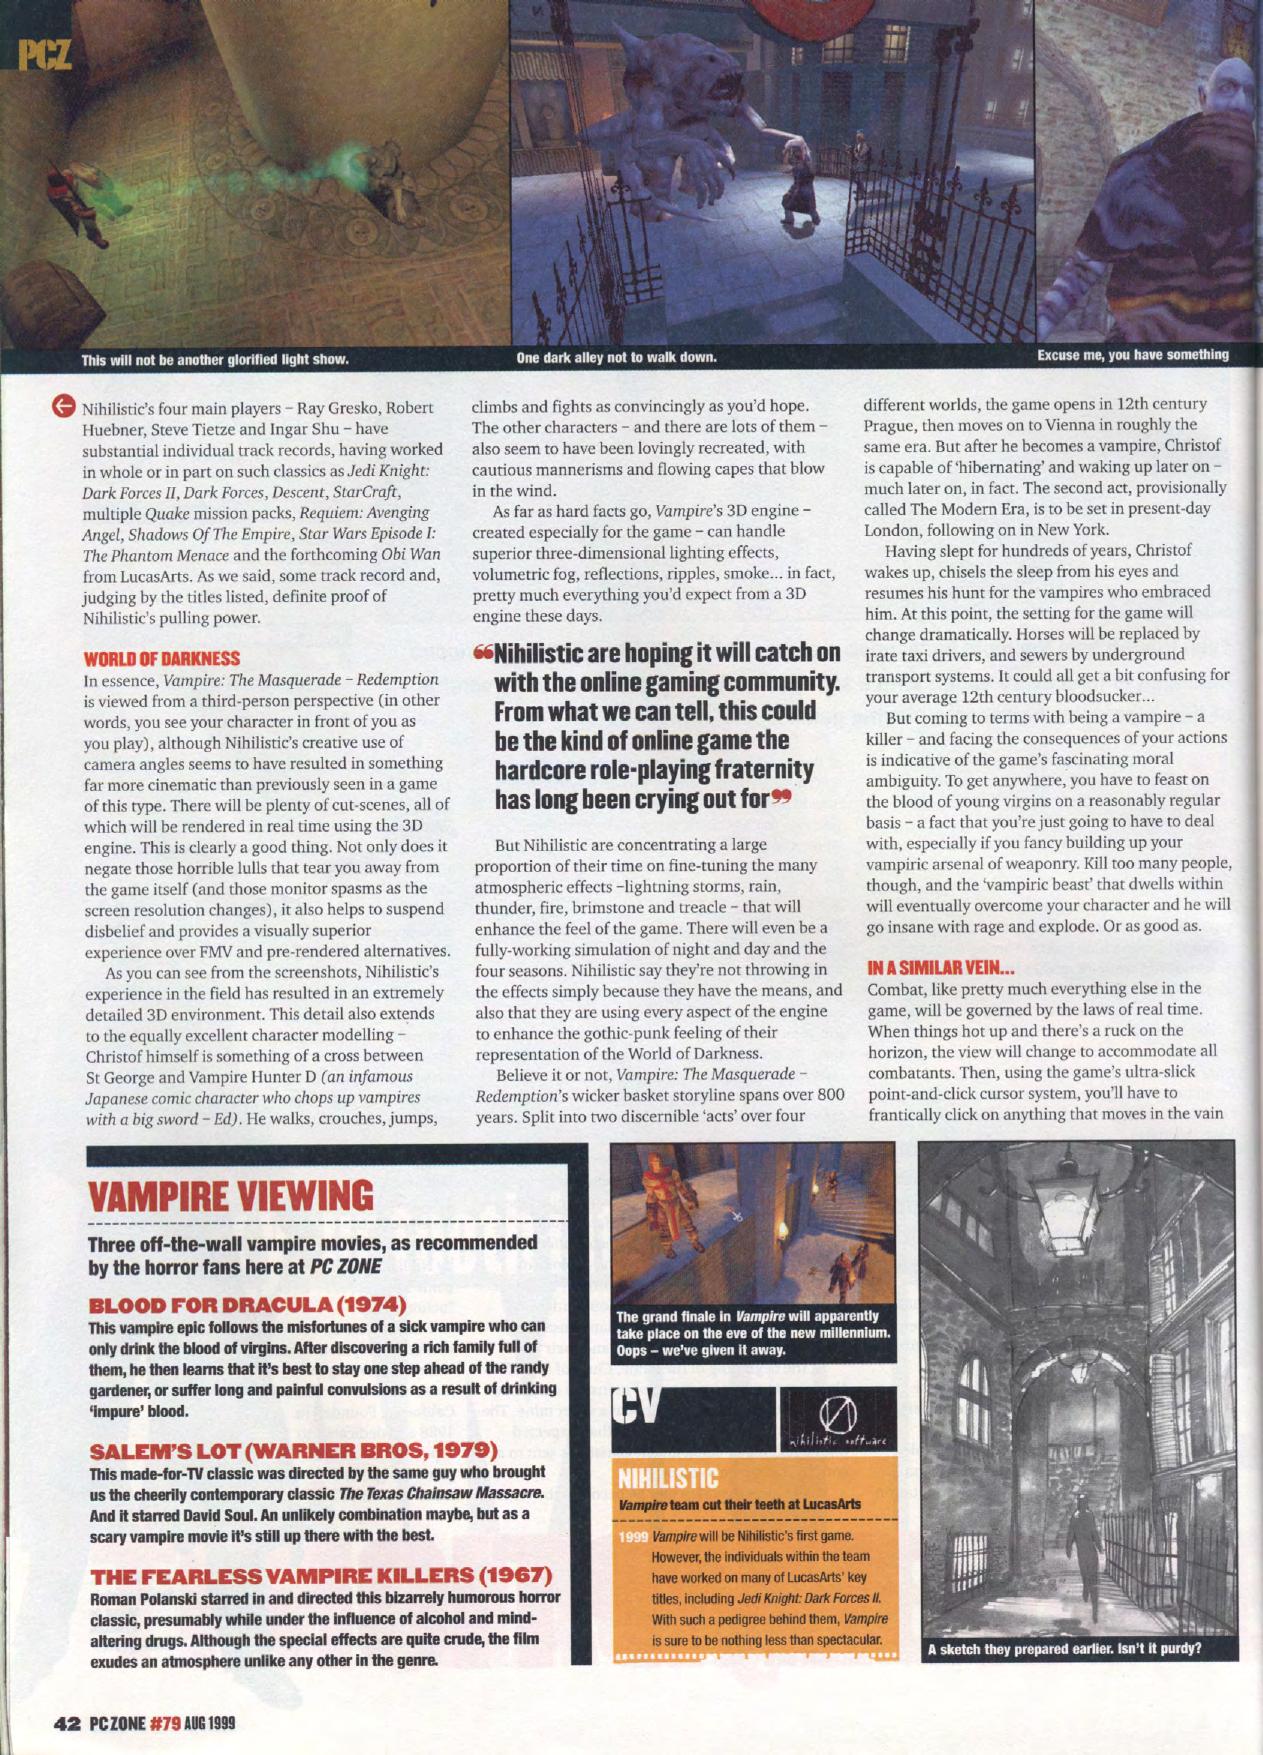 PCZ
This will not be another glorified light show.
One dark alley not to walk down.
Excuse me, you have something
Nihilistic's four main players – Ray Gresko, Robert
Huebner, Steve Tietze and Ingar Shu – have
substantial individual track records, having worked
in whole or in part on such classics as Jedi Knight:
Dark Forces II, Dark Forces, Descent, StarCraft,
multiple Quake mission packs, Requiem: Avenging
Angel, Shadows Of The Empire, Star Wars Episode I:
The Phantom Menace and the forthcoming Obi Wan
from LucasArts. As we said, some track record and,
judging by the titles listed, definite proof of
Nihilistic's pulling power.
WORLD OF DARKNESS
In essence, Vampire: The Masquerade – Redemption
is viewed from a third-person perspective (in other
words, you see your character in front of you as
you play), although Nihilistic's creative use of
camera angles seems to have resulted in something
far more cinematic than previously seen in a game
of this type. There will be plenty of cut-scenes, all of
which will be rendered in real time using the 3D
engine. This is clearly a good thing. Not only does it
negate those horrible lulls that tear you away from
the game itself (and those monitor spasms as the
screen resolution changes), it also helps to suspend
disbelief and provides a visually superior
experience over FMV and pre-rendered alternatives.
As you can see from the screenshots, Nihilistic's
experience in the field has resulted in an extremely
detailed 3D environment. This detail also extends
to the equally excellent character modelling –
Christof himself is something of a cross between
St George and Vampire Hunter D (an infamous
Japanese comic character who chops up vampires
with a big sword – Ed). He walks, crouches, jumps,
climbs and fights as convincingly as you'd hope.
The other characters – and there are lots of them –
also seem to have been lovingly recreated, with
cautious mannerisms and flowing capes that blow
in the wind.
As far as hard facts go, Vampire's 3D engine –
created especially for the game – can handle
superior three-dimensional lighting effects,
volumetric fog, reflections, ripples, smoke... in fact,
pretty much everything you'd expect from a 3D
engine these days.
“Nihilistic are hoping it will catch on
with the online gaming community.
From what we can tell, this could
be the kind of online game the
hardcore role-playing fraternity
has long been crying out for”
But Nihilistic are concentrating a large
proportion of their time on fine-tuning the many
atmospheric effects –lightning storms, rain,
thunder, fire, brimstone and treacle – that will
enhance the feel of the game. There will even be a
fully-working simulation of night and day and the
four seasons. Nihilistic say they're not throwing in
the effects simply because they have the means, and
also that they are using every aspect of the engine
to enhance the gothic-punk feeling of their
representation of the World of Darkness.
Believe it or not, Vampire: The Masquerade –
Redemption's wicker basket storyline spans over 800
years. Split into two discernible 'acts' over four
different worlds, the game opens in 12th century
Prague, then moves on to Vienna in roughly the
same era. But after he becomes a vampire, Christof
is capable of 'hibernating' and waking up later on –
much later on, in fact. The second act, provisionally
called The Modern Era, is to be set in present-day
London, following on in New York.
Having slept for hundreds of years, Christof
wakes up, chisels the sleep from his eyes and
resumes his hunt for the vampires who embraced
him. At this point, the setting for the game will
change dramatically. Horses will be replaced by
irate taxi drivers, and sewers by underground
transport systems. It could all get a bit confusing for
your average 12th century bloodsucker...
But coming to terms with being a vampire – a
killer – and facing the consequences of your actions
is indicative of the game's fascinating moral
ambiguity. To get anywhere, you have to feast on
the blood of young virgins on a reasonably regular
basis – a fact that you're just going to have to deal
with, especially if you fancy building up your
vampiric arsenal of weaponry. Kill too many people,
though, and the 'vampiric beast' that dwells within
will eventually overcome your character and he will
go insane with rage and explode. Or as good as.
IN A SIMILAR VEIN...
Combat, like pretty much everything else in the
game, will be governed by the laws of real time.
When things hot up and there's a ruck on the
horizon, the view will change to accommodate all
combatants. Then, using the game's ultra-slick
point-and-click cursor system, you'll have to
frantically click on anything that moves in the vain
VAMPIRE VIEWING
Three off-the-wall vampire movies, as recommended
by the horror fans here at PC ZONE
BLOOD FOR DRACULA (1974)
This vampire epic follows the misfortunes of a sick vampire who can
only drink the blood of virgins. After discovering a rich family full of
them, he then learns that it's best to stay one step ahead of the randy
gardener, or suffer long and painful convulsions as a result of drinking
'impure' blood.
SALEM'S LOT (WARNER BROS, 1979)
This made-for-TV classic was directed by the same guy who brought
us the cheerily contemporary classic The Texas Chainsaw Massacre.
And it starred David Soul. An unlikely combination maybe, but as a
scary vampire movie it's still up there with the best.
THE FEARLESS VAMPIRE KILLERS (1967)
Roman Polanski starred in and directed this bizarrely humorous horror
classic, presumably while under the influence of alcohol and mind-
altering drugs. Although the special effects are quite crude, the film
exudes an atmosphere unlike any other in the genre.
The grand finale in Vampire will apparently
take place on the eve of the new millennium.
Oops – we've given it away.
CV
nihilistic software
NIHILISTIC
Vampire team cut their teeth at LucasArts
1999 Vampire will be Nihilistic's first game.
However, the individuals within the team
have worked on many of LucasArts' key
titles, including Jedi Knight: Dark Forces II.
With such a pedigree behind them, Vampire
is sure to be nothing less than spectacular.
A sketch they prepared earlier. Isn't it purdy?
42 PC ZONE #79 AUG 1999